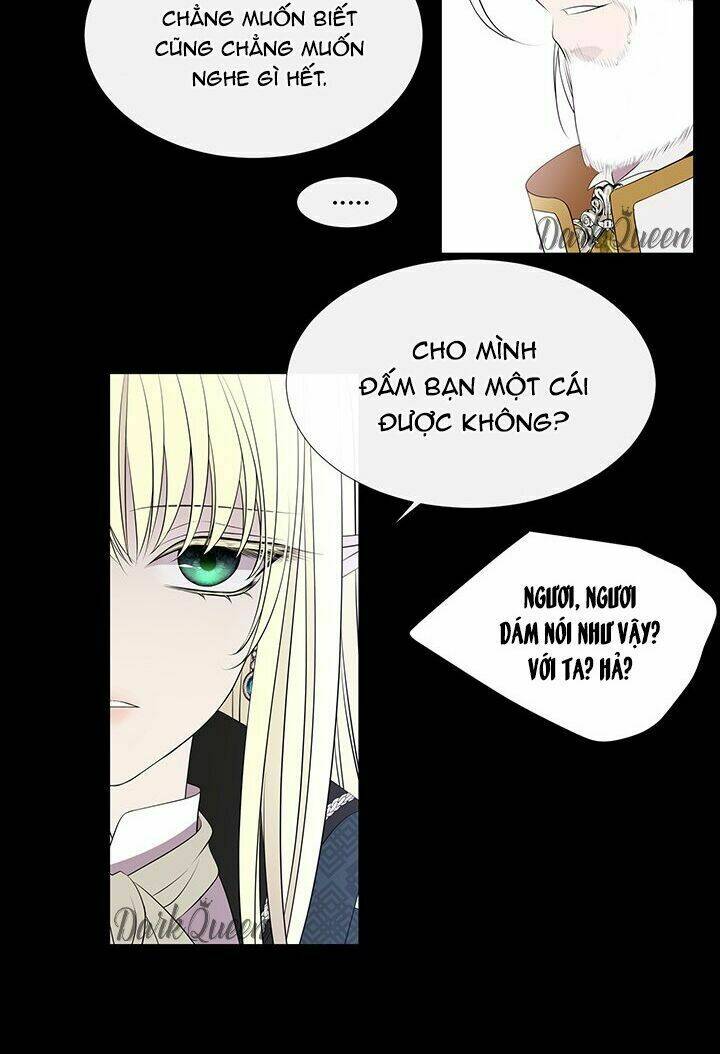 CHẲNG MUỐN BIẾT
CŨNG CHẲNG MUỐN
NGHE GÌ HẾT.
.....
DarkQueen
CHO MÌNH
ĐẤM BẠN MỘT CÁI
ĐƯỢC KHÔNG?
NGƯƠI, NGƯƠI
DÁM NÓI NHƯ VẬY?
VỚI TA? HẢ?
DarkQueen